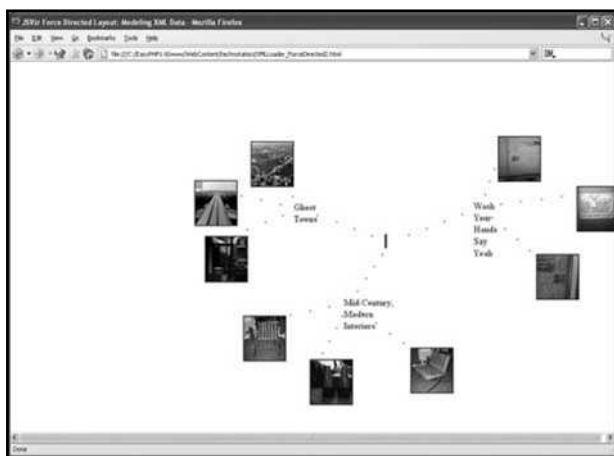 JSViz Force Directed Layout: Modeling XML Data - Mozilla Firefox
File Edit View Go Bookmarks Tools Help
Ghost
Towns'
Wash
Your
Hands
Say
Yeah
Mid-Century,
Modern
Interiors'
Done